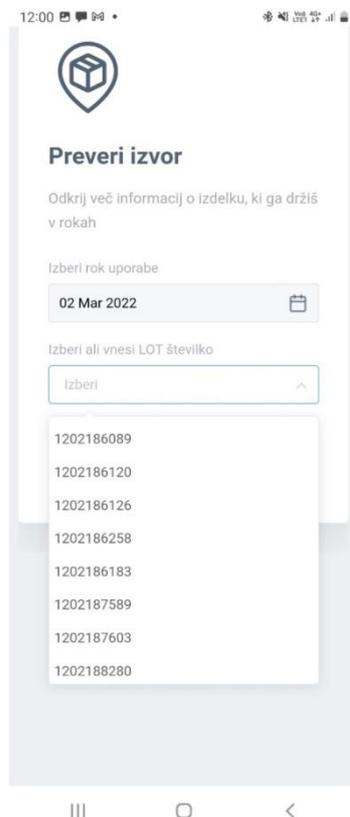 12:00
Preveri izvor
Odkrij več informacij o izdelku, ki ga držiš
v rokah
Izberi rok uporabe
02 Mar 2022
Izberi ali vnesi LOT številko
Izberi
1202186089
1202186120
1202186126
1202186258
1202186183
1202187589
1202187603
1202188280